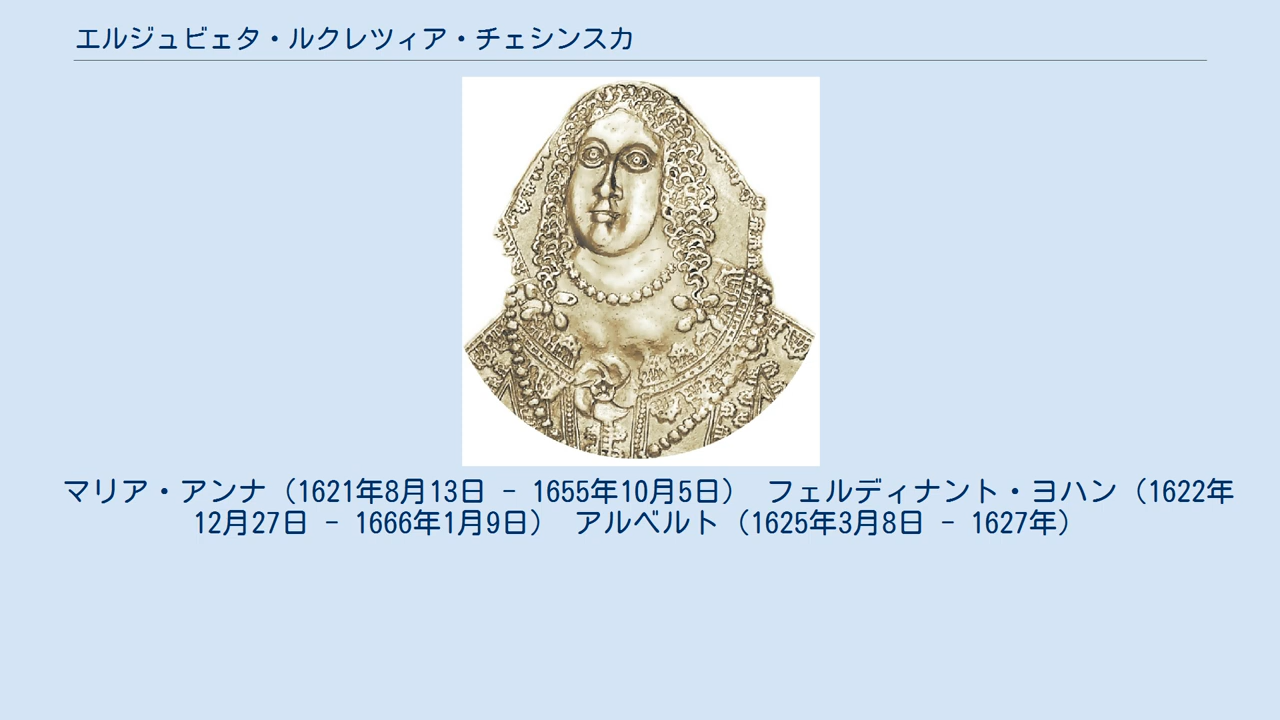 エルジュビェタ・ルクレツィア・チェシンスカ
マリア・アンナ（1621年8月13日 - 1655年10月5日） フェルディナント・ヨハン（1622年
12月27日 - 1666年1月9日） アルベルト（1625年3月8日 - 1627年）